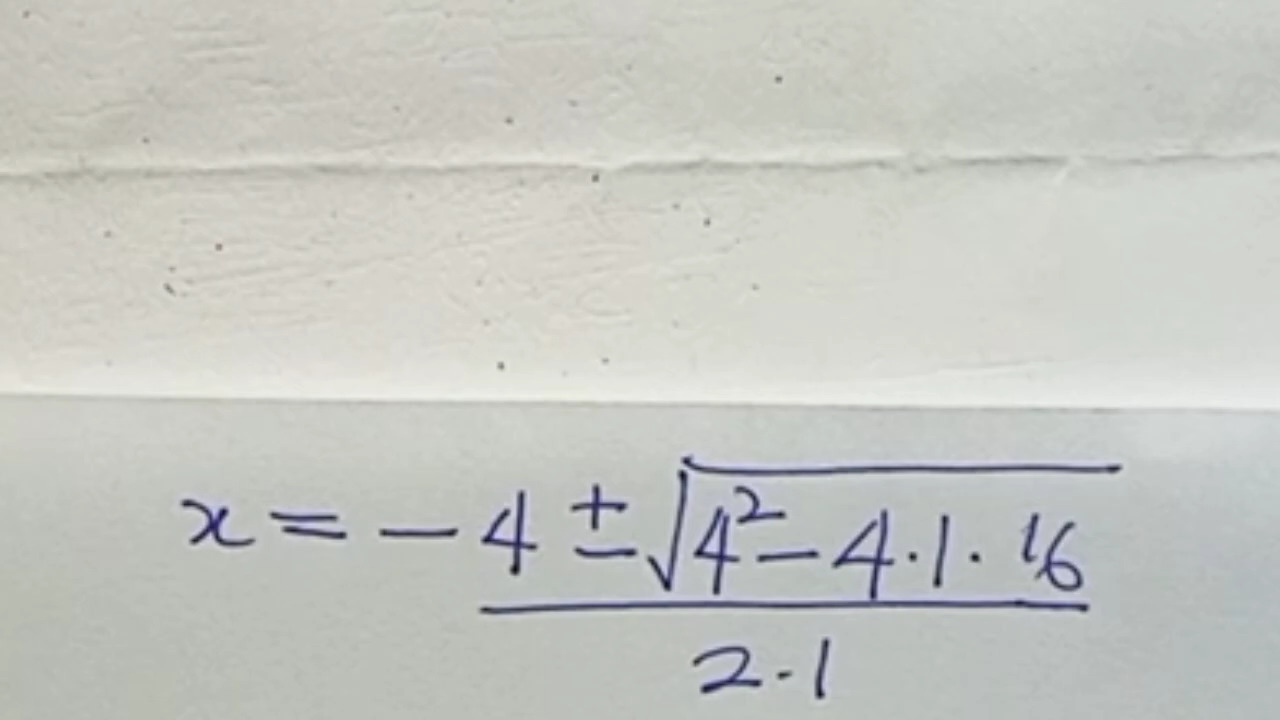 x = - 4 ± √4² - 4·1·16
2·1